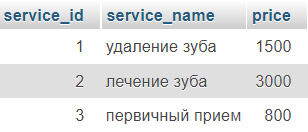 service_id service_name price
1 удаление зуба 1500
2 лечение зуба 3000
3 первичный прием 800